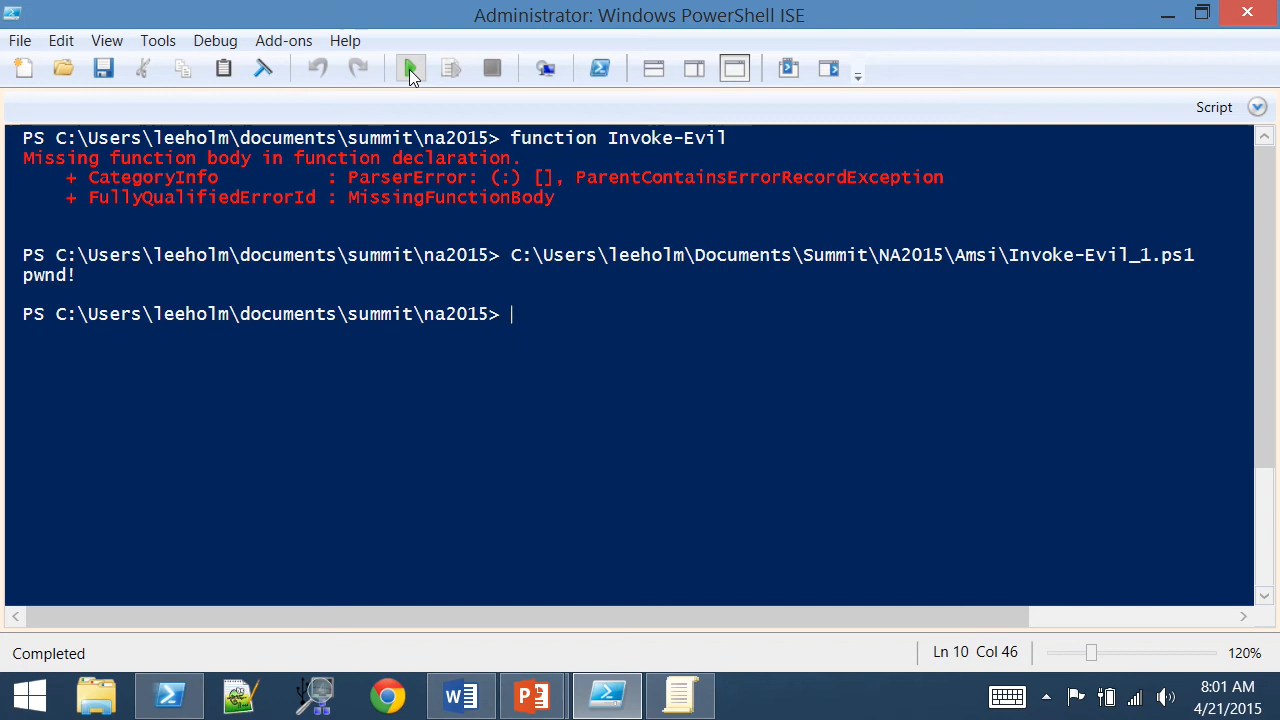 Administrator: Windows PowerShell ISE
File Edit View Tools Debug Add-ons Help
Script
PS C:\Users\leeholm\documents\summit\na2015> function Invoke-Evil
Missing function body in function declaration.
    + CategoryInfo          : ParserError: (:) [], ParentContainsErrorRecordException
    + FullyQualifiedErrorId : MissingFunctionBody
PS C:\Users\leeholm\documents\summit\na2015> C:\Users\leeholm\Documents\Summit\NA2015\Amsi\Invoke-Evil_1.ps1
pwnd!
PS C:\Users\leeholm\documents\summit\na2015>
Completed Ln 10 Col 46 120%
8:01 AM
4/21/2015